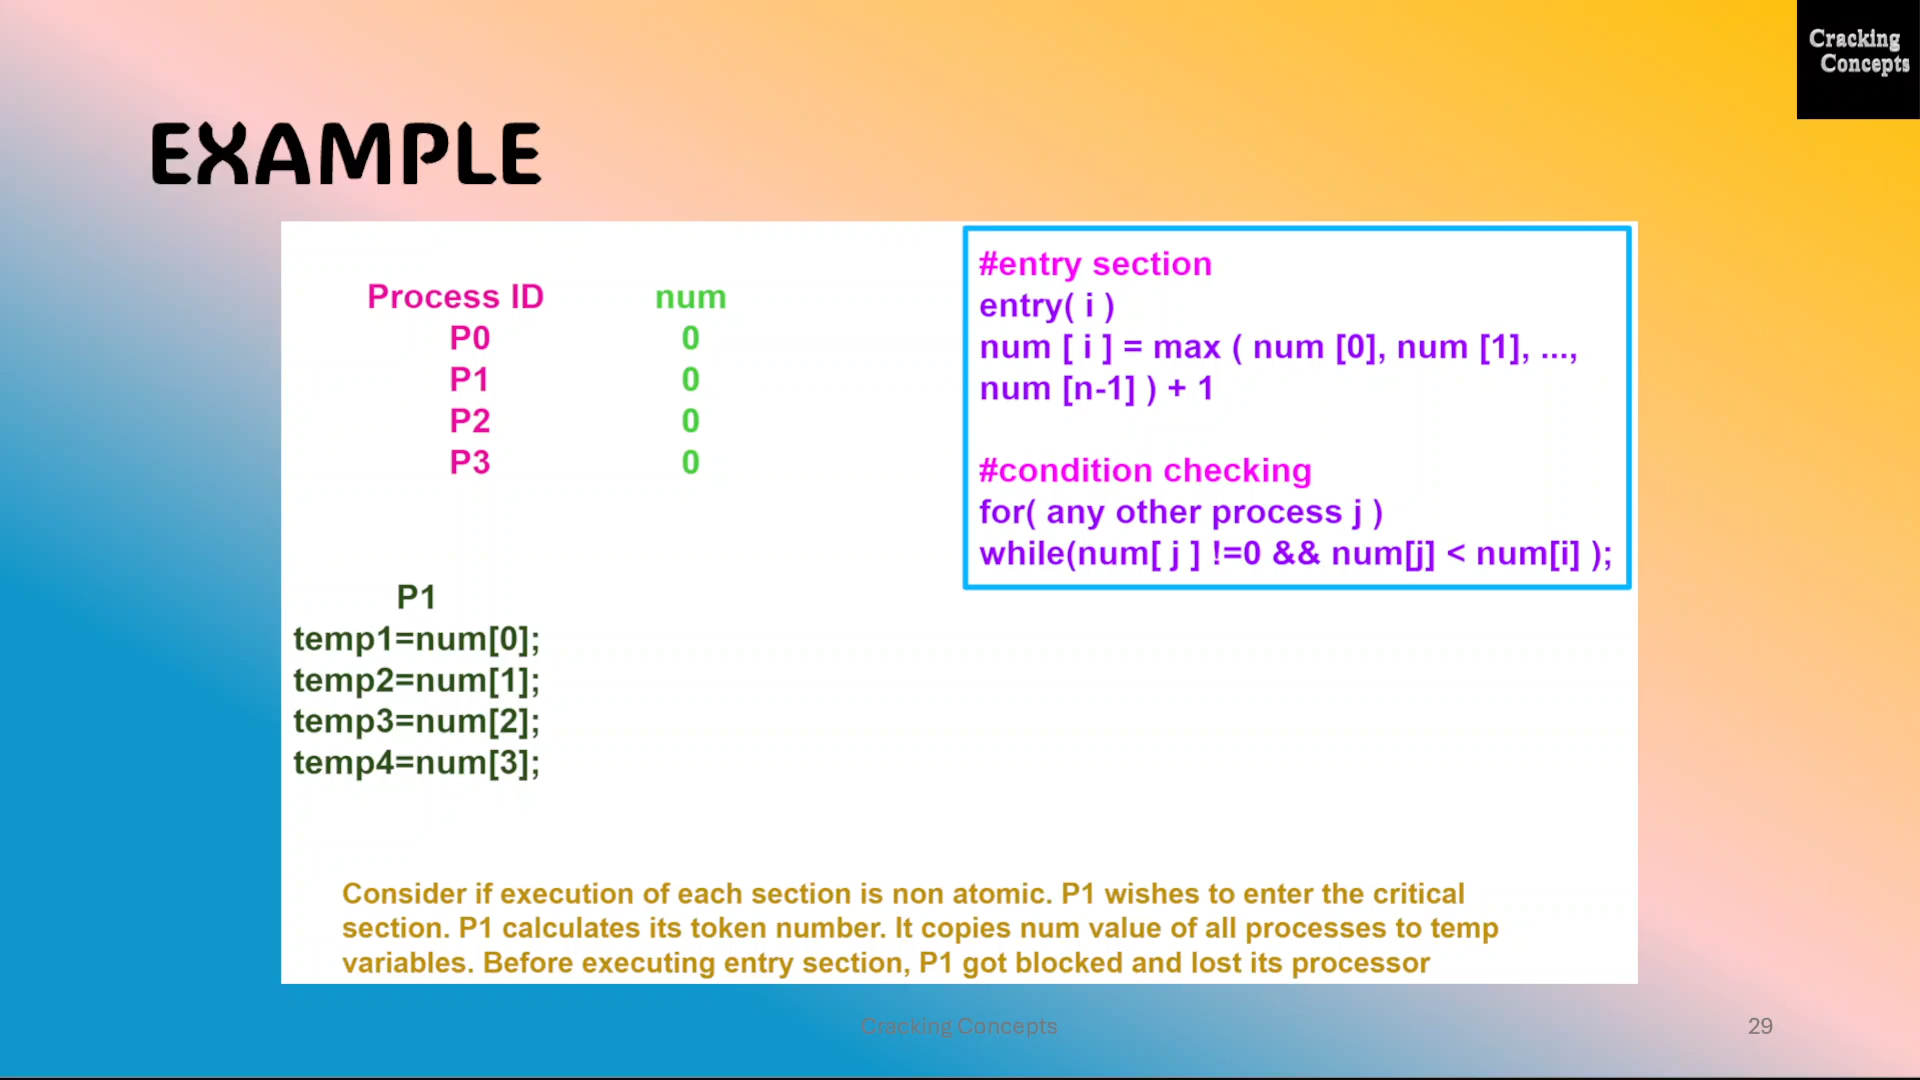 Cracking
Concepts
EXAMPLE
Process ID num
P0 0
P1 0
P2 0
P3 0
#entry section
entry( i )
num [ i ] = max ( num [0], num [1], ...,
num [n-1] ) + 1
#condition checking
for( any other process j )
while(num[ j ] !=0 && num[j] < num[i] );
P1
temp1=num[0];
temp2=num[1];
temp3=num[2];
temp4=num[3];
Consider if execution of each section is non atomic. P1 wishes to enter the critical
section. P1 calculates its token number. It copies num value of all processes to temp
variables. Before executing entry section, P1 got blocked and lost its processor
Cracking Concepts
29